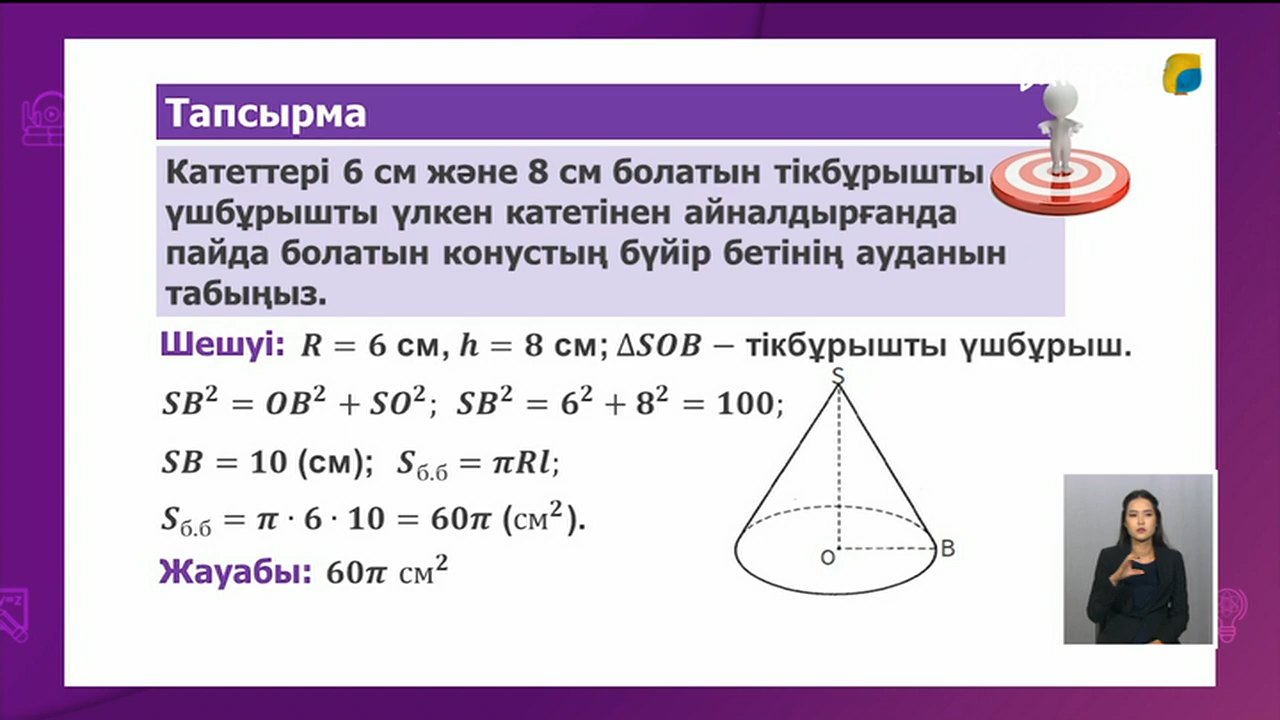 Тапсырма
Катеттері 6 см және 8 см болатын тікбұрышты
үшбұрышты үлкен катетінен айналдырғанда
пайда болатын конустың бүйір бетінің ауданын
табыңыз.
Шешуі: R = 6 см, h = 8 см; ΔSOB − тікбұрышты үшбұрыш.
SB² = OB² + SO²; SB² = 6² + 8² = 100;
SB = 10 (см); Sб.б = πRl;
Sб.б = π · 6 · 10 = 60π (см²).
Жауабы: 60π см²
S
O
B